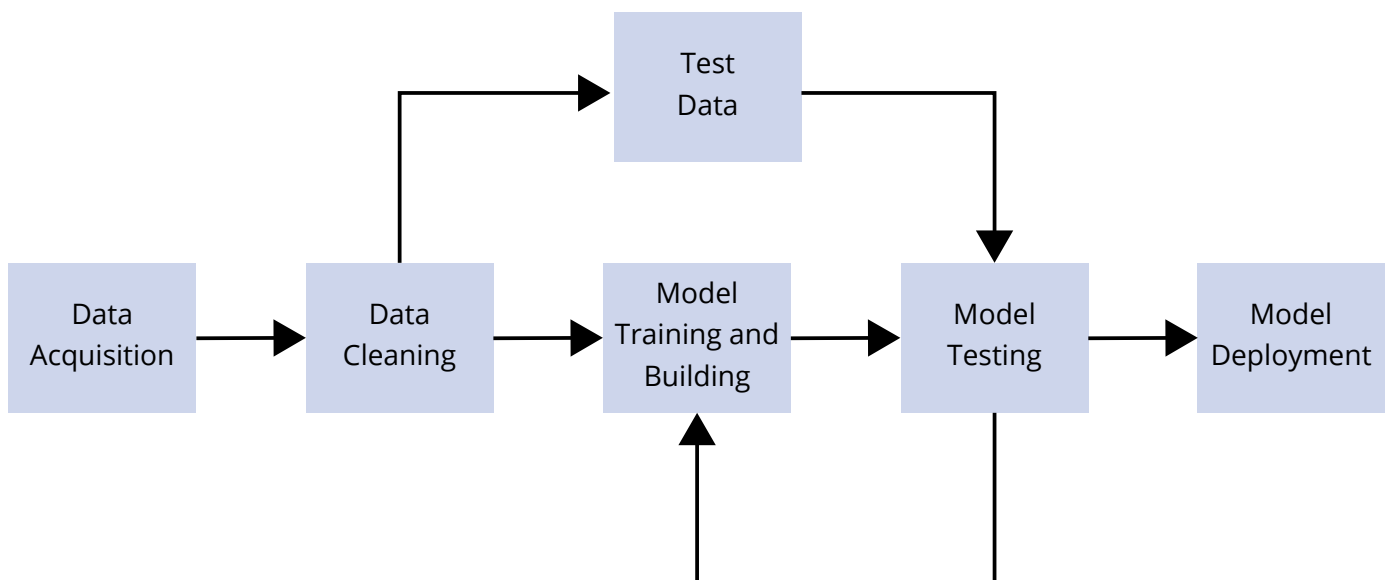 Test
Data
Data
Acquisition
Data
Cleaning
Model
Training and
Building
Model
Testing
Model
Deployment